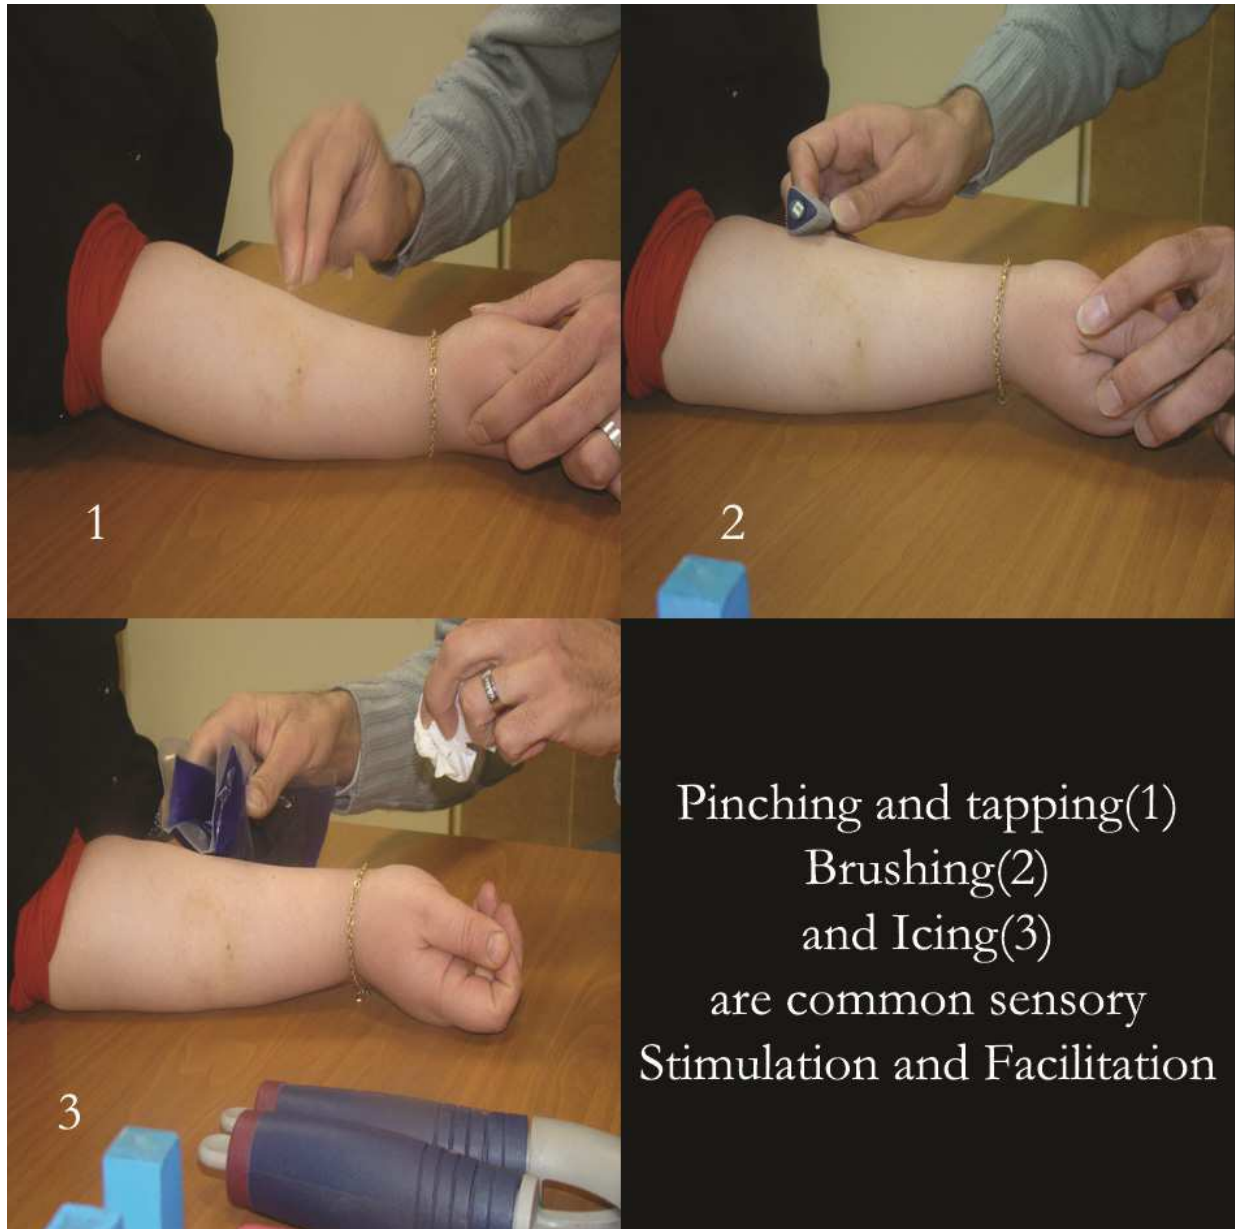 1
2
3
Pinching and tapping(1)
Brushing(2)
and Icing(3)
are common sensory
Stimulation and Facilitation